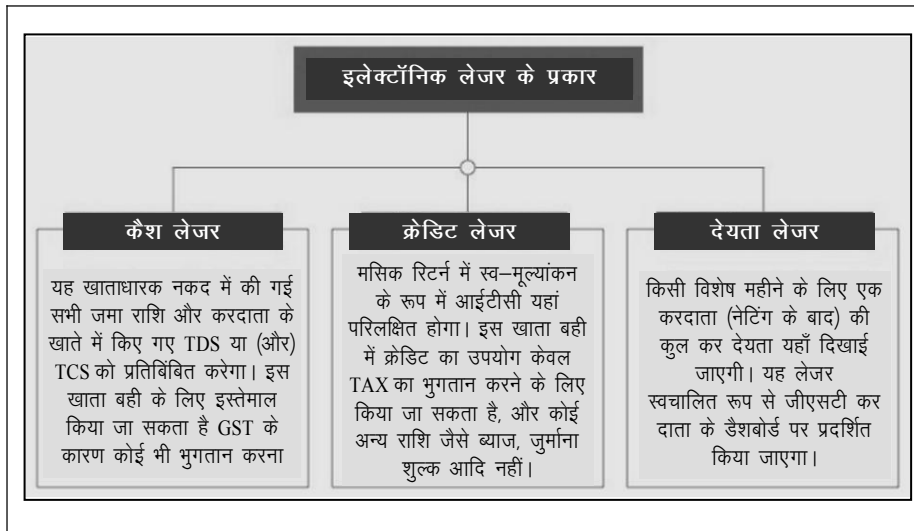 इलेक्टॉनिक लेजर के प्रकार
कैश लेजर
यह खाताधारक नकद में की गई
सभी जमा राशि और करदाता के
खाते में किए गए TDS या (और)
TCS को प्रतिबिंबित करेगा। इस
खाता बही के लिए इस्तेमाल
किया जा सकता है GST के
कारण कोई भी भुगतान करना
क्रेडिट लेजर
मसिक रिटर्न में स्व–मूल्यांकन
के रूप में आईटीसी यहां
परिलक्षित होगा। इस खाता बही
में क्रेडिट का उपयोग केवल
TAX का भुगतान करने के लिए
किया जा सकता है, और कोई
अन्य राशि जैसे ब्याज, जुर्माना
शुल्क आदि नहीं।
देयता लेजर
किसी विशेष महीने के लिए एक
करदाता (नेटिंग के बाद) की
कुल कर देयता यहाँ दिखाई
जाएगी। यह लेजर
स्वचालित रूप से जीएसटी कर
दाता के डैशबोर्ड पर प्रदर्शित
किया जाएगा।